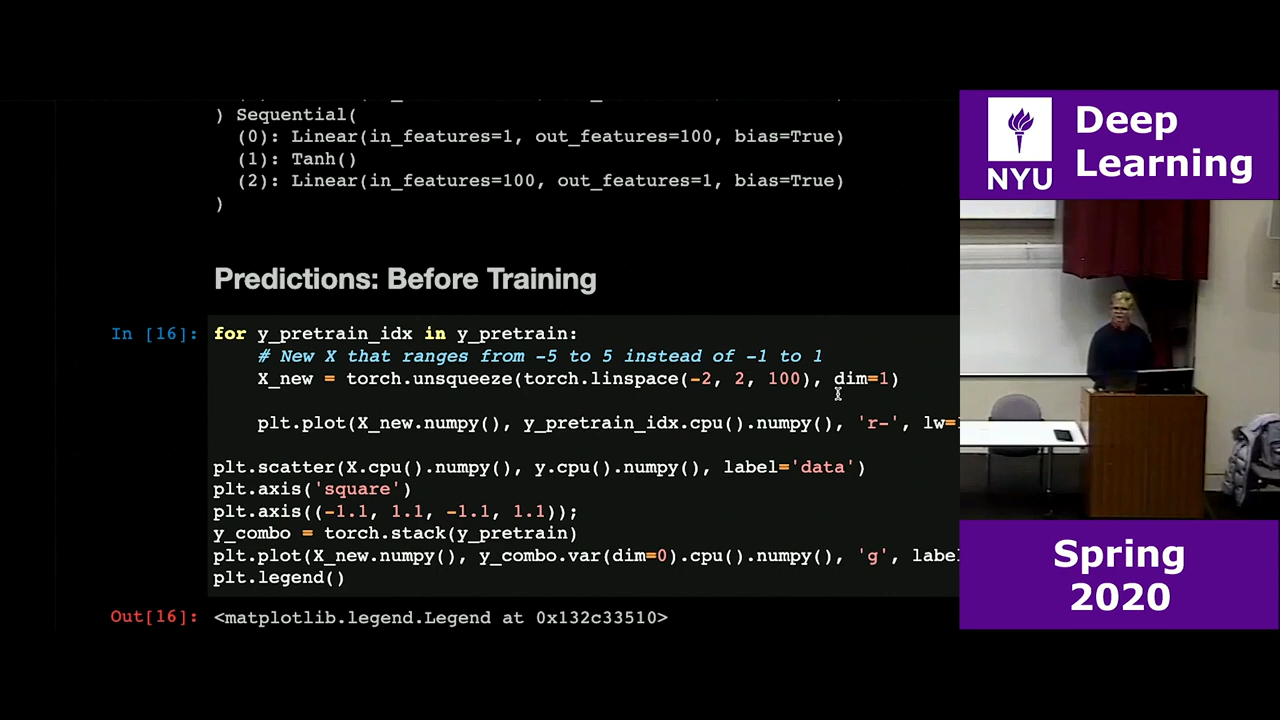 ) Sequential(
(0): Linear(in_features=1, out_features=100, bias=True)
(1): Tanh()
(2): Linear(in_features=100, out_features=1, bias=True)
)
Predictions: Before Training
In [16]:
for y_pretrain_idx in y_pretrain:
# New X that ranges from -5 to 5 instead of -1 to 1
X_new = torch.unsqueeze(torch.linspace(-2, 2, 100), dim=1)
plt.plot(X_new.numpy(), y_pretrain_idx.cpu().numpy(), 'r-', lw=
plt.scatter(X.cpu().numpy(), y.cpu().numpy(), label='data')
plt.axis('square')
plt.axis((-1.1, 1.1, -1.1, 1.1));
y_combo = torch.stack(y_pretrain)
plt.plot(X_new.numpy(), y_combo.var(dim=0).cpu().numpy(), 'g', label
plt.legend()
Out[16]: <matplotlib.legend.Legend at 0x132c33510>
NYU
Deep
Learning
Spring
2020